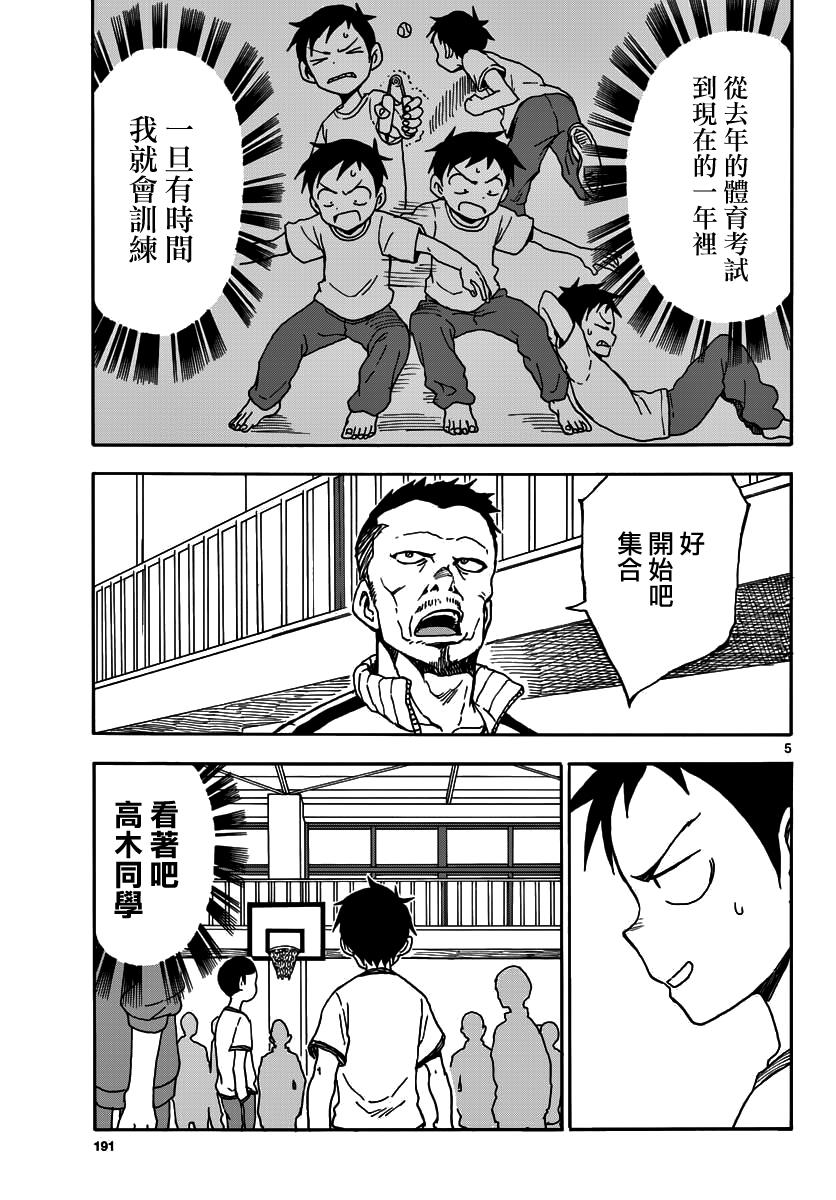 從去年的體育考試
到現在的一年裡
一旦有時間
我就會訓練
好
開始吧
集合
5
看著吧
高木同學
191